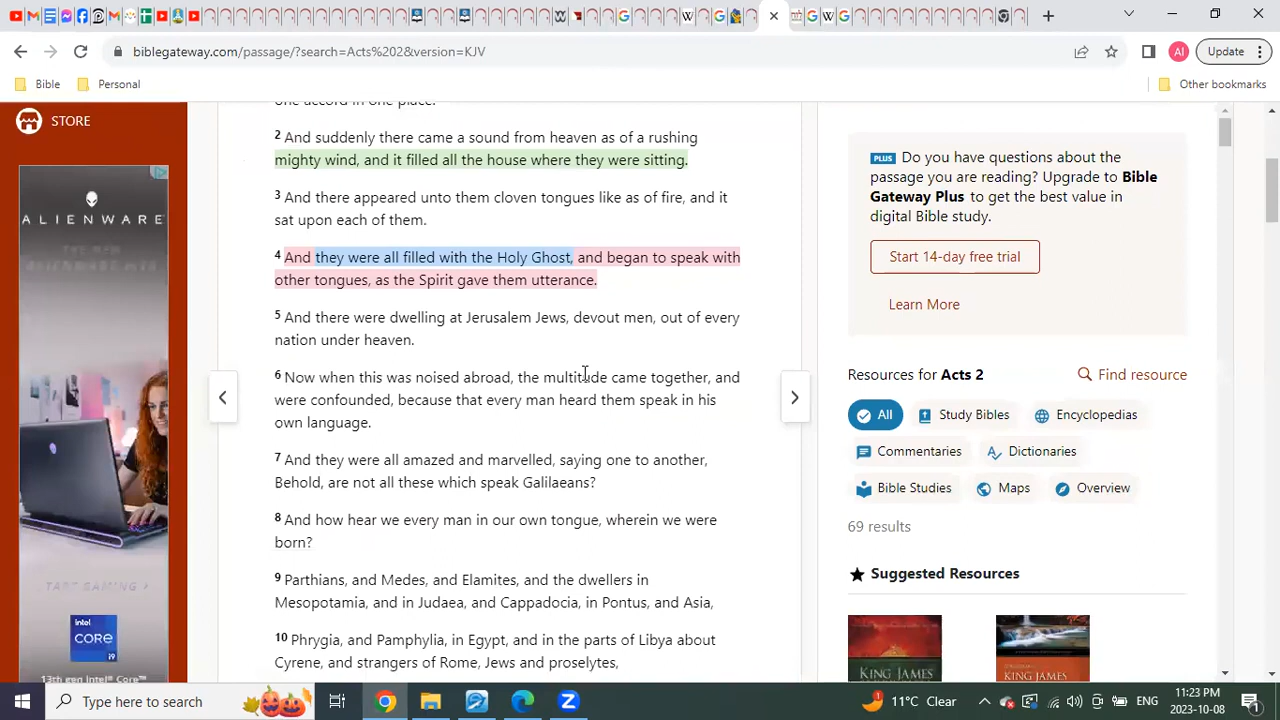 biblegateway.com/passage/?search=Acts%202&version=KJV
AI
Update
Bible
Personal
Other bookmarks
STORE
ALIENWARE
intel
CORE
i9
13th gen Intel® Core™
one accord in one place.
2 And suddenly there came a sound from heaven as of a rushing
mighty wind, and it filled all the house where they were sitting.
3 And there appeared unto them cloven tongues like as of fire, and it
sat upon each of them.
4 And they were all filled with the Holy Ghost, and began to speak with
other tongues, as the Spirit gave them utterance.
5 And there were dwelling at Jerusalem Jews, devout men, out of every
nation under heaven.
6 Now when this was noised abroad, the multitude came together, and
were confounded, because that every man heard them speak in his
own language.
7 And they were all amazed and marvelled, saying one to another,
Behold, are not all these which speak Galilaeans?
8 And how hear we every man in our own tongue, wherein we were
born?
9 Parthians, and Medes, and Elamites, and the dwellers in
Mesopotamia, and in Judaea, and Cappadocia, in Pontus, and Asia,
10 Phrygia, and Pamphylia, in Egypt, and in the parts of Libya about
Cyrene, and strangers of Rome, Jews and proselytes,
PLUS Do you have questions about the
passage you are reading? Upgrade to Bible
Gateway Plus to get the best value in
digital Bible study.
Start 14-day free trial
Learn More
Resources for Acts 2
Find resource
All
Study Bibles
Encyclopedias
Commentaries
Dictionaries
Bible Studies
Maps
Overview
69 results
Suggested Resources
KING
JAMES
KING JAMES
Type here to search
11°C Clear
ENG
11:23 PM
2023-10-08